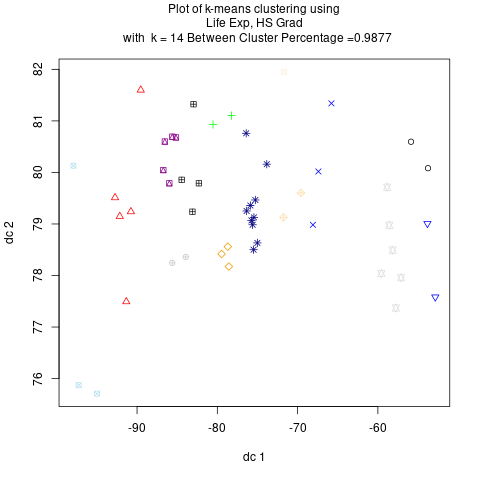 Plot of k-means clustering using
Life Exp, HS Grad
with k = 14 Between Cluster Percentage =0.9877
82
81
80
79
78
77
76
dc 2
-90
-80
-70
-60
dc 1